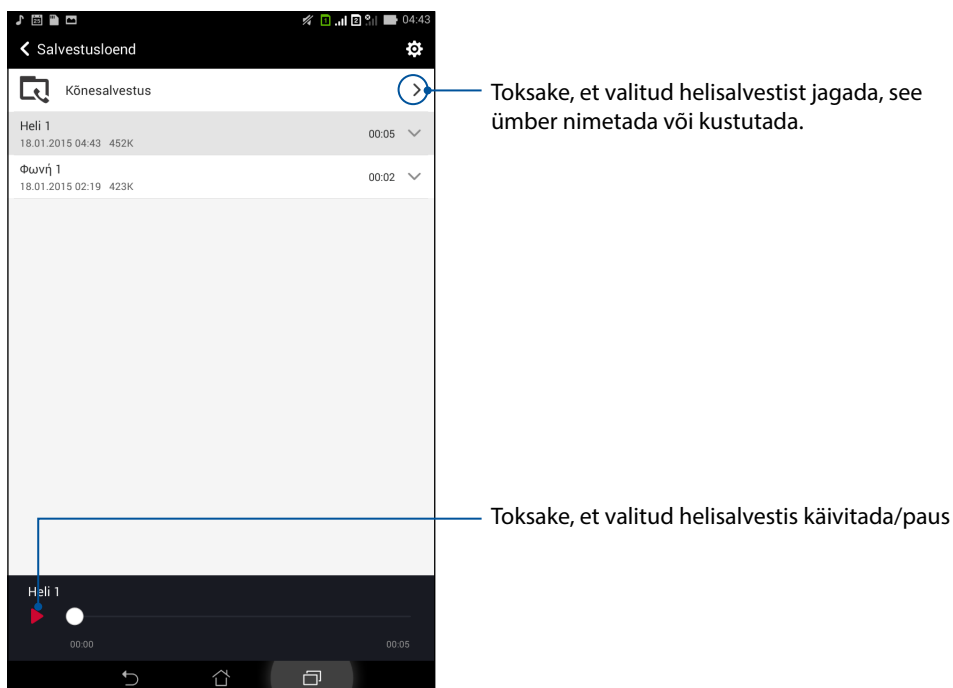 04:43
Salvestusloend
Kõnesalvestus
Toksake, et valitud helisalvestist jagada, see
ümber nimetada või kustutada.
Heli 1
00:05
18.01.2015 04:43 452K
Φωνή 1
00:02
18.01.2015 02:19 423K
Toksake, et valitud helisalvestis käivitada/paus
Heli 1
00:00 00:05